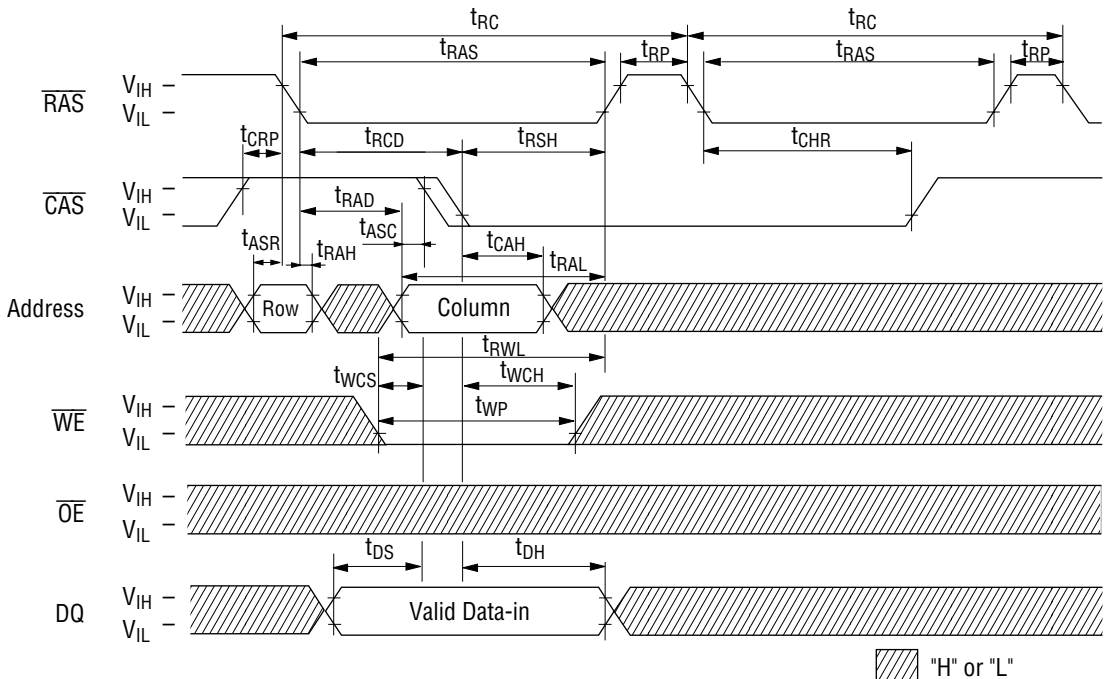 tRC tRC
tRAS tRP tRAS tRP
RAS VIH –
VIL –
tCRP tRCD tRSH tCHR
CAS VIH –
VIL –
tRAD
tASC
tASR tRAH tCAH
tRAL
Address VIH –
VIL –
Row Column
tRWL
tWCS tWCH
tWP
WE VIH –
VIL –
OE VIH –
VIL –
tDS tDH
DQ VIH –
VIL –
Valid Data-in
"H" or "L"